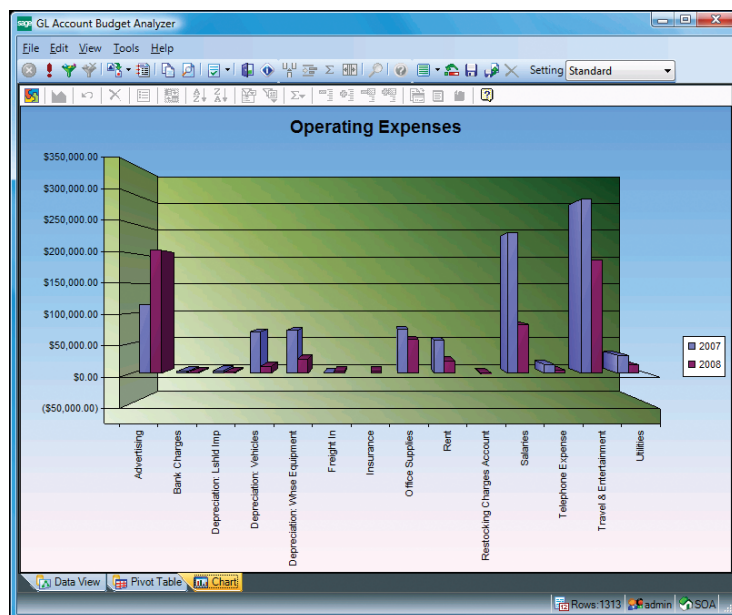 sage GL Account Budget Analyzer
File Edit View Tools Help
Setting Standard
Operating Expenses
$350,000.00
$300,000.00
$250,000.00
$200,000.00
$150,000.00
$100,000.00
$50,000.00
$0.00
($50,000.00)
2007
2008
Advertising
Bank Charges
Depreciation: Lshld Imp
Depreciation: Vehicles
Depreciation: Whse Equipment
Freight In
Insurance
Office Supplies
Rent
Restocking Charges Account
Salaries
Telephone Expense
Travel & Entertainment
Utilities
Data View Pivot Table Chart
Rows:1313 admin SOA